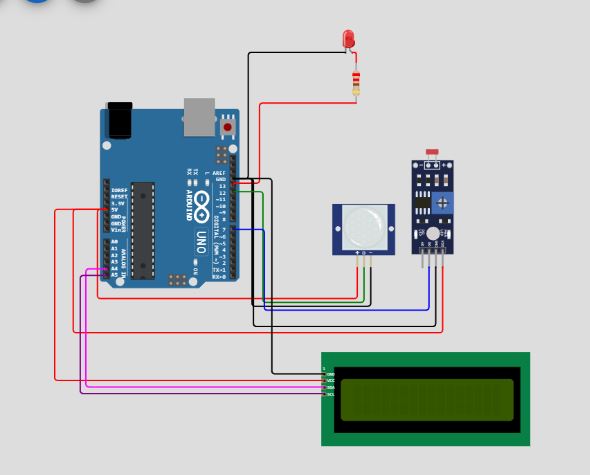 AREF
GND
13
12
~11
~10
~9
8
7
~6
~5
4
~3
2
TX→1
RX←0
DIGITAL (PWM ~)
IOREF
RESET
3.3V
5V
GND
GND
Vin
POWER
A0
A1
A2
A3
A4
A5
ANALOG IN
RX
TX
L
ARDUINO
UNO
ON
1
GND
VCC
SDA
SCL